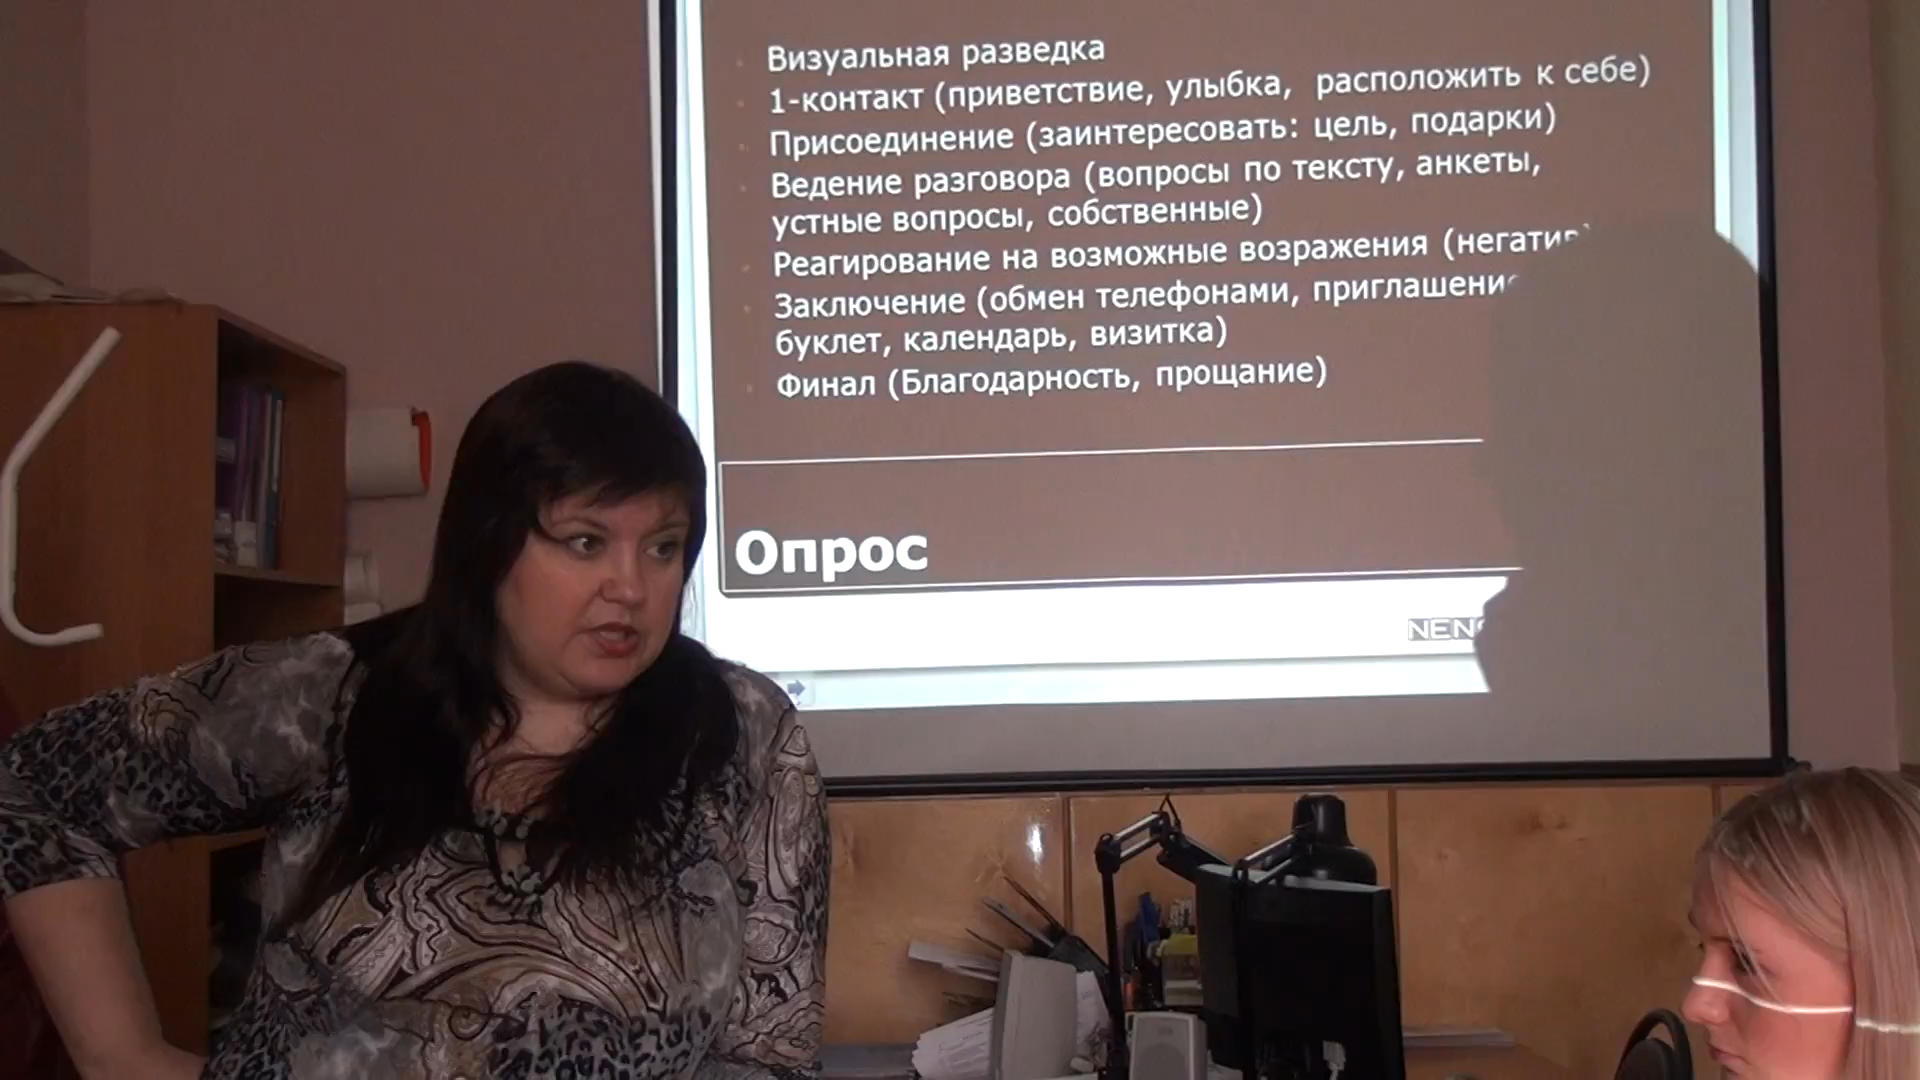 Визуальная разведка
1-контакт (приветствие, улыбка, расположить к себе)
Присоединение (заинтересовать: цель, подарки)
Ведение разговора (вопросы по тексту, анкеты,
устные вопросы, собственные)
Реагирование на возможные возражения (негатив)
Заключение (обмен телефонами,
буклет, календарь, визитка)
Финал (Благодарность, прощание)
Опрос